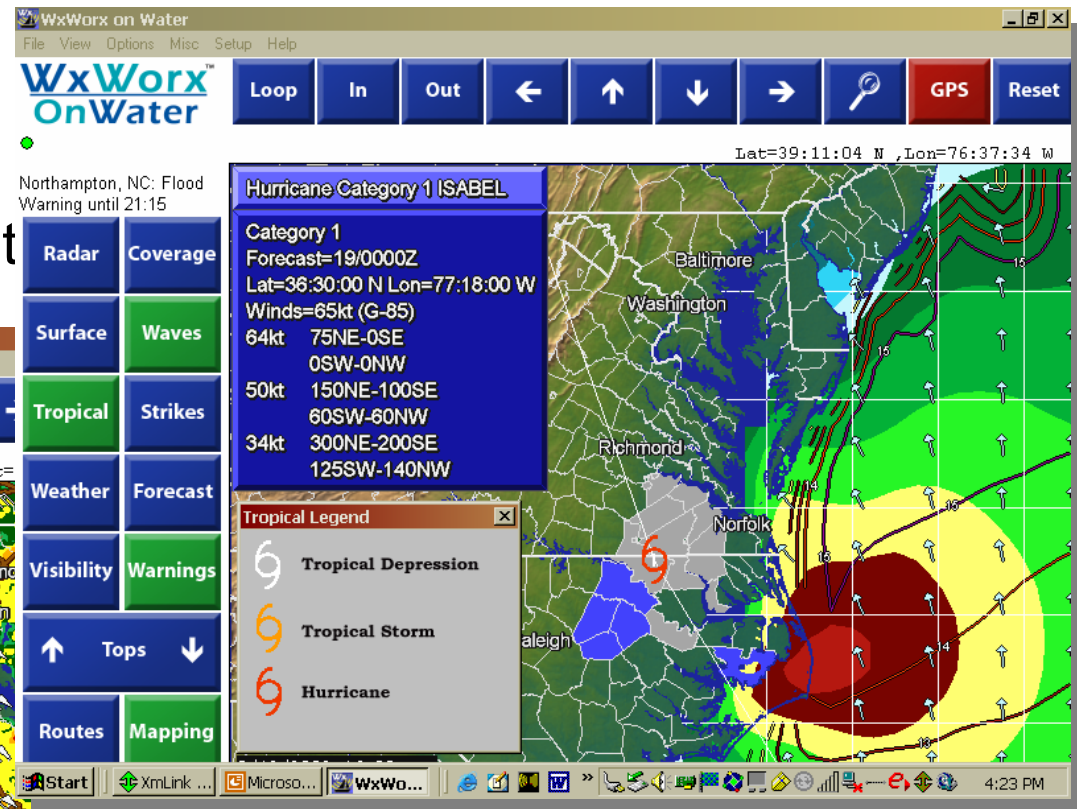 WxWorx on Water
File View Options Misc Setup Help
WxWorx™
OnWater
Loop In Out GPS Reset
Lat=39:11:04 N ,Lon=76:37:34 W
Northampton, NC: Flood
Warning until 21:15
t
Radar Coverage
Surface Waves
Tropical Strikes
Weather Forecast
Visibility Warnings
Tops
Routes Mapping
Hurricane Category 1 ISABEL
Category 1
Forecast=19/0000Z
Lat=36:30:00 N Lon=77:18:00 W
Winds=65kt (G-85)
64kt 75NE-0SE
0SW-0NW
50kt 150NE-100SE
60SW-60NW
34kt 300NE-200SE
125SW-140NW
Tropical Legend
Tropical Depression
Tropical Storm
Hurricane
Baltimore
Washington
Richmond
Norfolk
aleigh
15
15
14
15
15
14
13
Start XmLink ... Microso... WxWo... » 4:23 PM